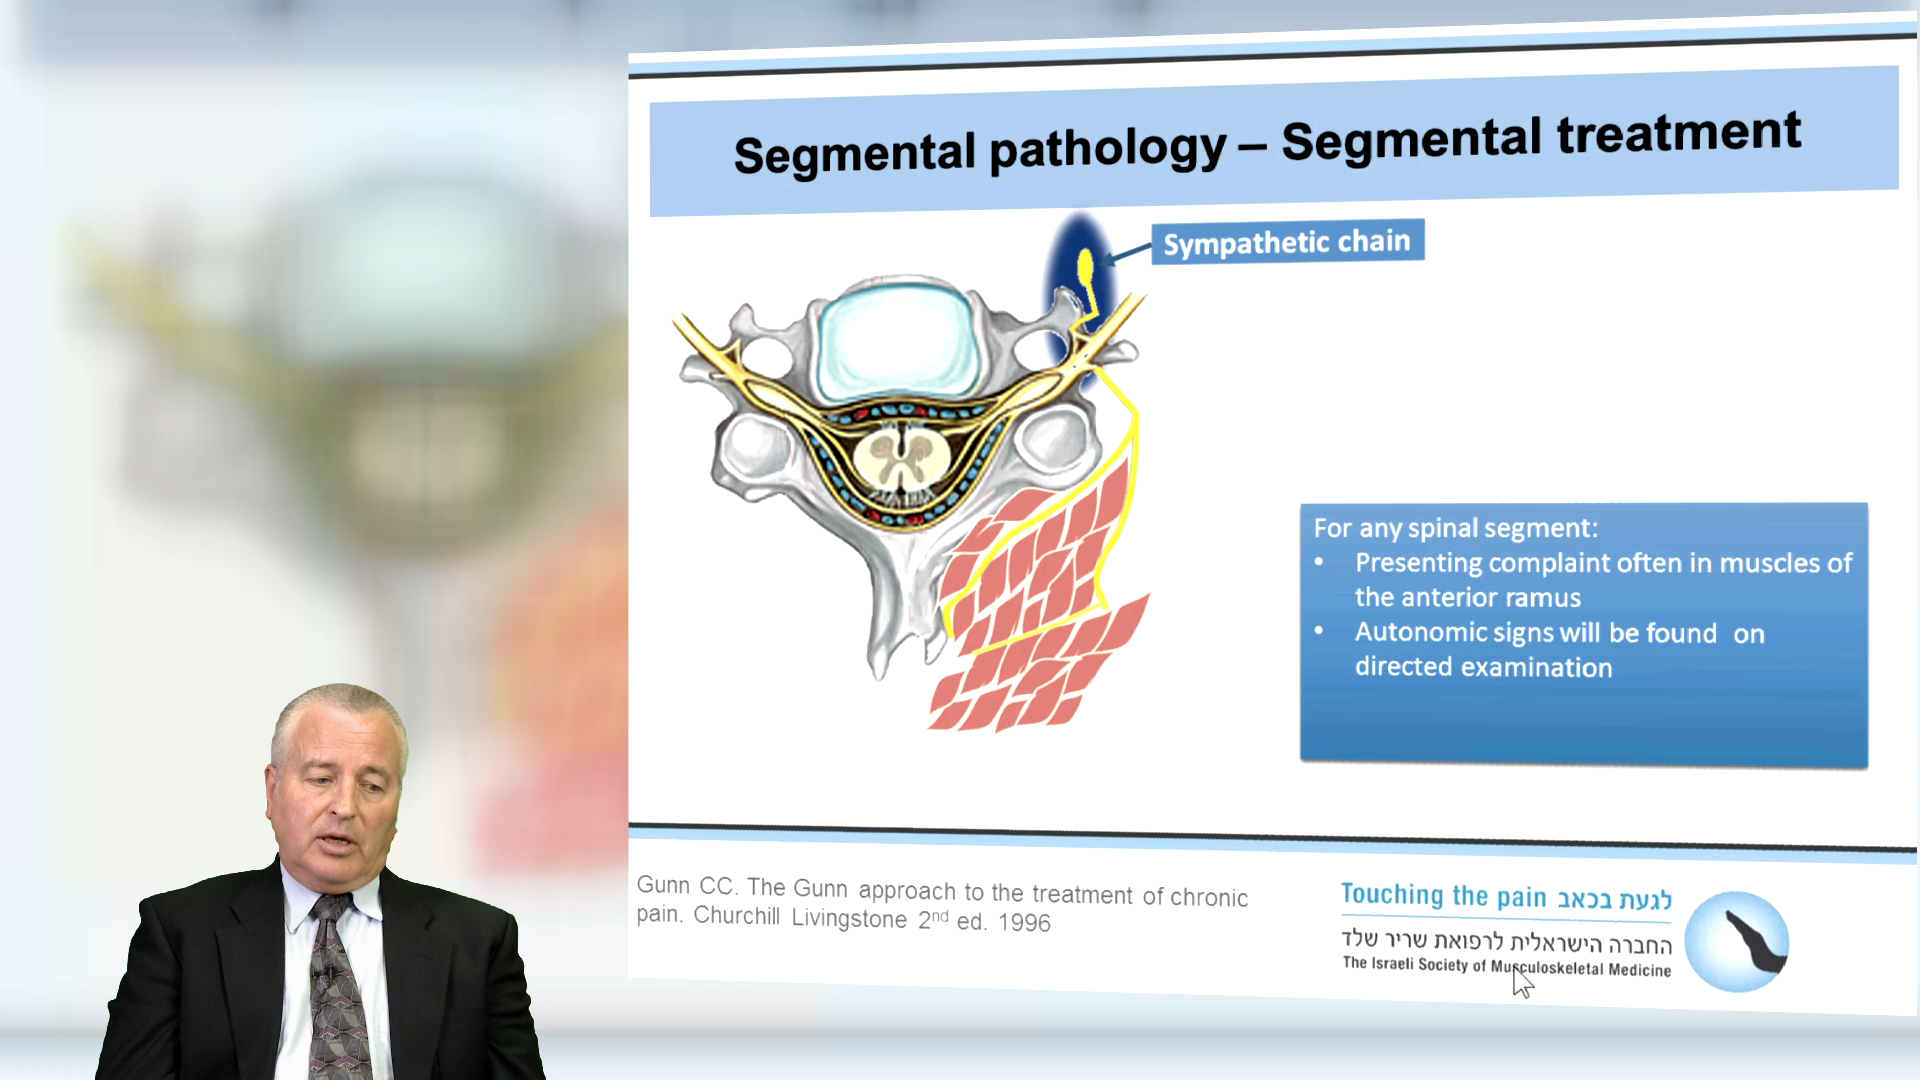 Segmental pathology – Segmental treatment
Sympathetic chain
For any spinal segment:
• Presenting complaint often in muscles of
the anterior ramus
• Autonomic signs will be found on
directed examination
Gunn CC. The Gunn approach to the treatment of chronic
pain. Churchill Livingstone 2nd ed. 1996
Touching the pain לגעת בכאב
החברה הישראלית לרפואת שריר שלד
The Israeli Society of Musculoskeletal Medicine